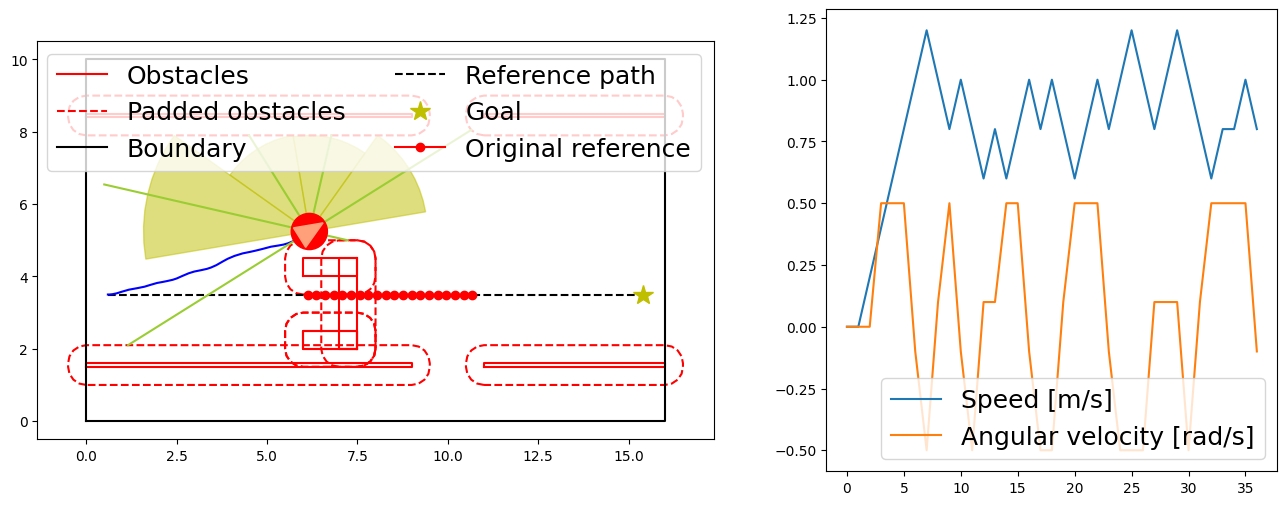 10
8
6
4
2
0
0.0 2.5 5.0 7.5 10.0 12.5 15.0
Obstacles
Padded obstacles
Boundary
Reference path
Goal
Original reference
1.25
1.00
0.75
0.50
0.25
0.00
−0.25
−0.50
0 5 10 15 20 25 30 35
Speed [m/s]
Angular velocity [rad/s]